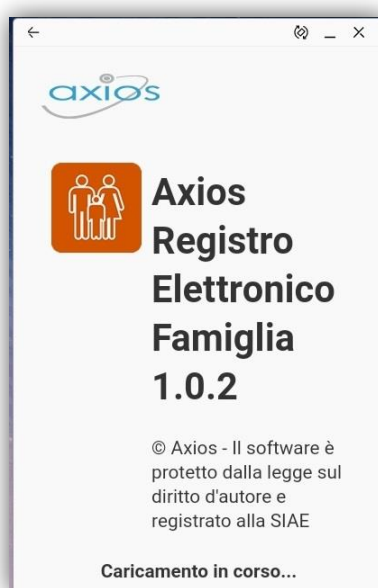 axios
Axios
Registro
Elettronico
Famiglia
1.0.2
© Axios - Il software è
protetto dalla legge sul
diritto d'autore e
registrato alla SIAE
Caricamento in corso...